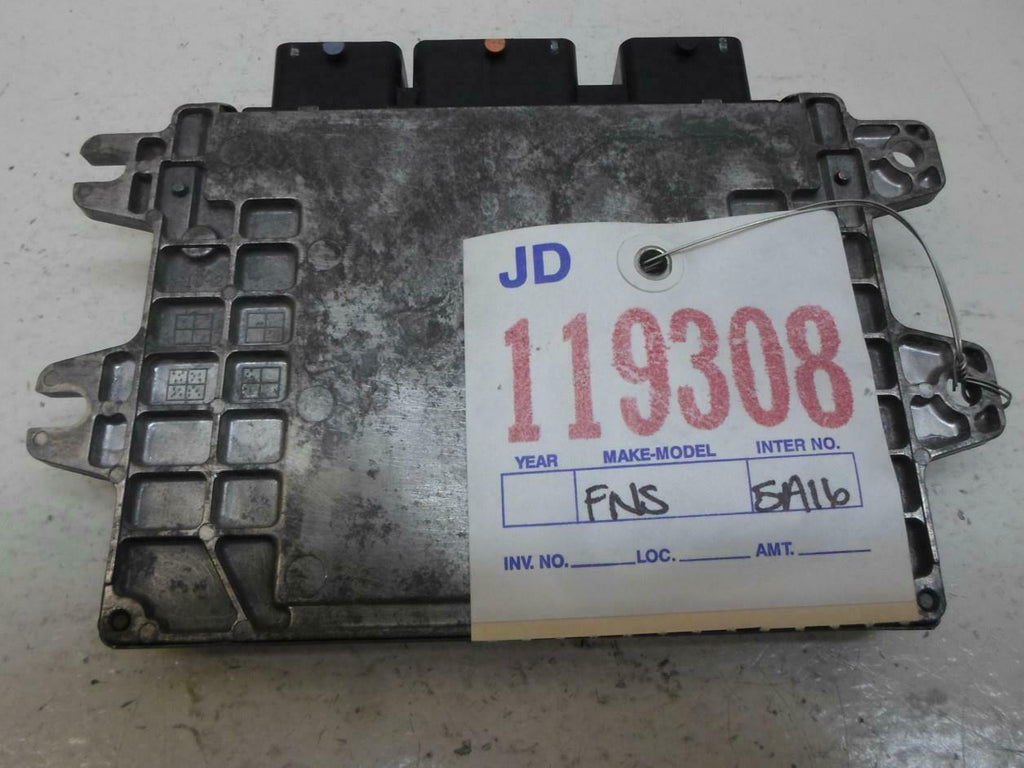 JD
119308
YEAR MAKE-MODEL INTER NO.
FNS 5A16
INV. NO. LOC. AMT.